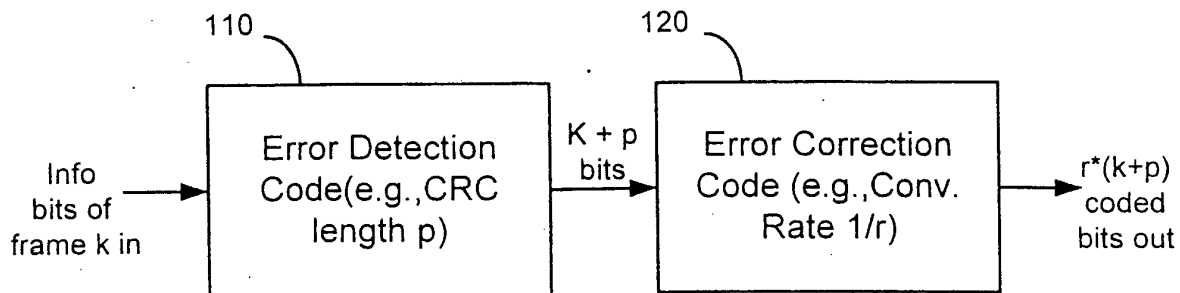 110
120
Info
bits of
frame k in
Error Detection
Code(e.g.,CRC
length p)
K + p
bits
Error Correction
Code (e.g.,Conv.
Rate 1/r)
r*(k+p)
coded
bits out